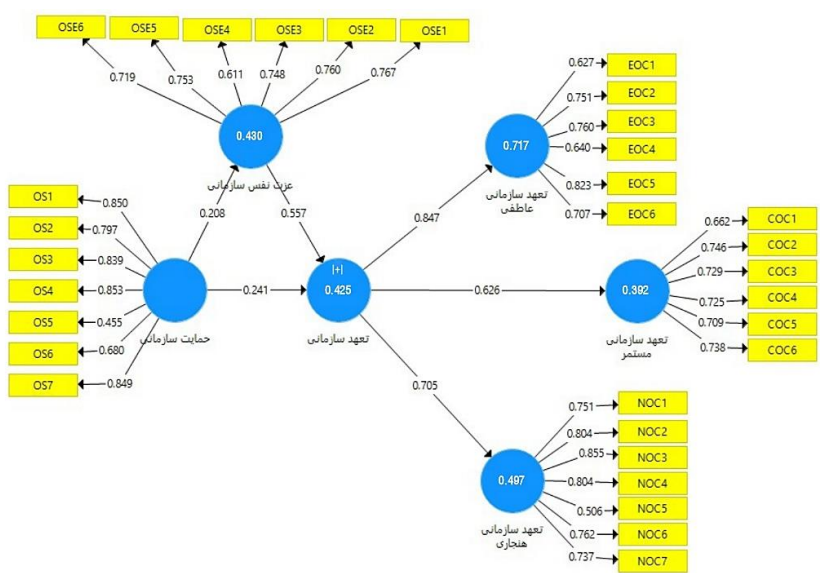 OSE6
OSE5
OSE4
OSE3
OSE2
OSE1
0.719
0.753
0.611
0.748
0.760
0.767
0.430
عزت نفس سازمانی
0.208
0.557
OS1
OS2
OS3
OS4
OS5
OS6
OS7
0.850
0.797
0.839
0.853
0.455
0.680
0.849
حمایت سازمانی
0.241
[+]
0.425
تعهد سازمانی
0.847
0.626
0.705
0.717
تعهد سازمانی
عاطفی
0.627
0.751
0.760
0.640
0.823
0.707
EOC1
EOC2
EOC3
EOC4
EOC5
EOC6
0.392
تعهد سازمانی
مستمر
0.662
0.746
0.729
0.725
0.709
0.738
COC1
COC2
COC3
COC4
COC5
COC6
0.497
تعهد سازمانی
هنجاری
0.751
0.804
0.855
0.804
0.506
0.762
0.737
NOC1
NOC2
NOC3
NOC4
NOC5
NOC6
NOC7